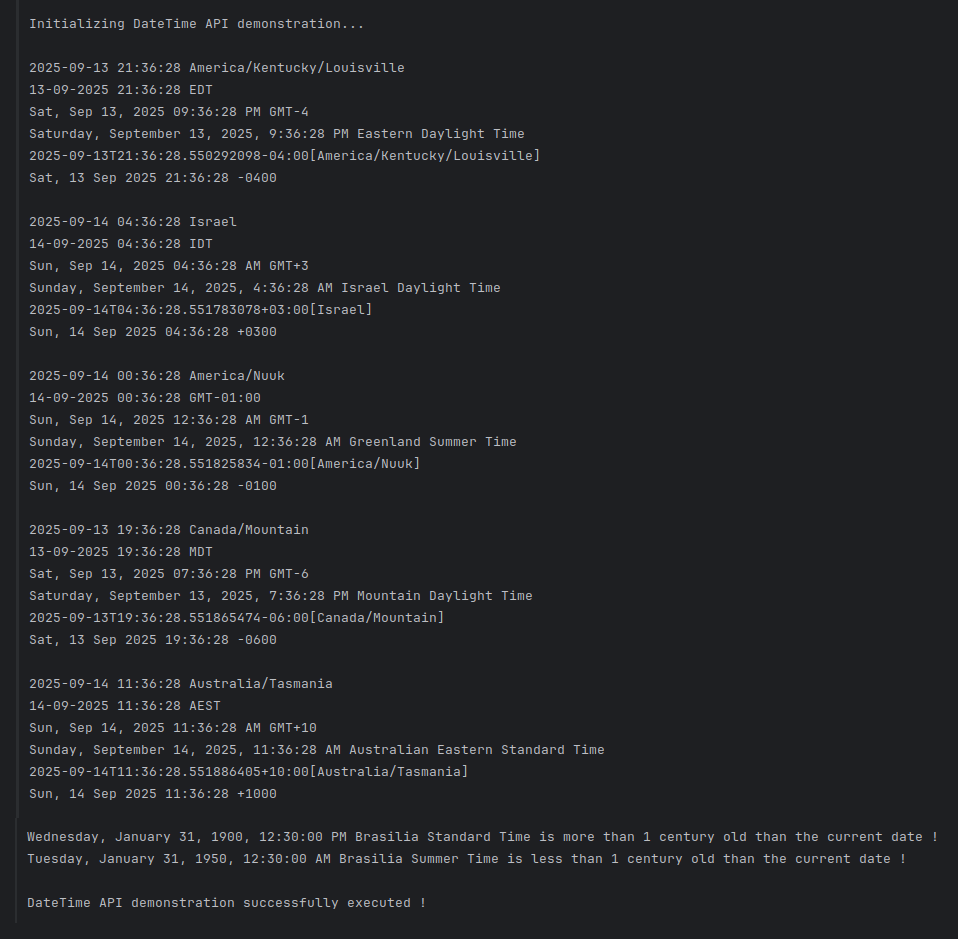 Initializing DateTime API demonstration...
2025-09-13 21:36:28 America/Kentucky/Louisville
13-09-2025 21:36:28 EDT
Sat, Sep 13, 2025 09:36:28 PM GMT-4
Saturday, September 13, 2025, 9:36:28 PM Eastern Daylight Time
2025-09-13T21:36:28.550292098-04:00[America/Kentucky/Louisville]
Sat, 13 Sep 2025 21:36:28 -0400
2025-09-14 04:36:28 Israel
14-09-2025 04:36:28 IDT
Sun, Sep 14, 2025 04:36:28 AM GMT+3
Sunday, September 14, 2025, 4:36:28 AM Israel Daylight Time
2025-09-14T04:36:28.551783078+03:00[Israel]
Sun, 14 Sep 2025 04:36:28 +0300
2025-09-14 00:36:28 America/Nuuk
14-09-2025 00:36:28 GMT-01:00
Sun, Sep 14, 2025 12:36:28 AM GMT-1
Sunday, September 14, 2025, 12:36:28 AM Greenland Summer Time
2025-09-14T00:36:28.551825834-01:00[America/Nuuk]
Sun, 14 Sep 2025 00:36:28 -0100
2025-09-13 19:36:28 Canada/Mountain
13-09-2025 19:36:28 MDT
Sat, Sep 13, 2025 07:36:28 PM GMT-6
Saturday, September 13, 2025, 7:36:28 PM Mountain Daylight Time
2025-09-13T19:36:28.551865474-06:00[Canada/Mountain]
Sat, 13 Sep 2025 19:36:28 -0600
2025-09-14 11:36:28 Australia/Tasmania
14-09-2025 11:36:28 AEST
Sun, Sep 14, 2025 11:36:28 AM GMT+10
Sunday, September 14, 2025, 11:36:28 AM Australian Eastern Standard Time
2025-09-14T11:36:28.551886405+10:00[Australia/Tasmania]
Sun, 14 Sep 2025 11:36:28 +1000
Wednesday, January 31, 1900, 12:30:00 PM Brasilia Standard Time is more than 1 century old than the current date !
Tuesday, January 31, 1950, 12:30:00 AM Brasilia Summer Time is less than 1 century old than the current date !
DateTime API demonstration successfully executed !